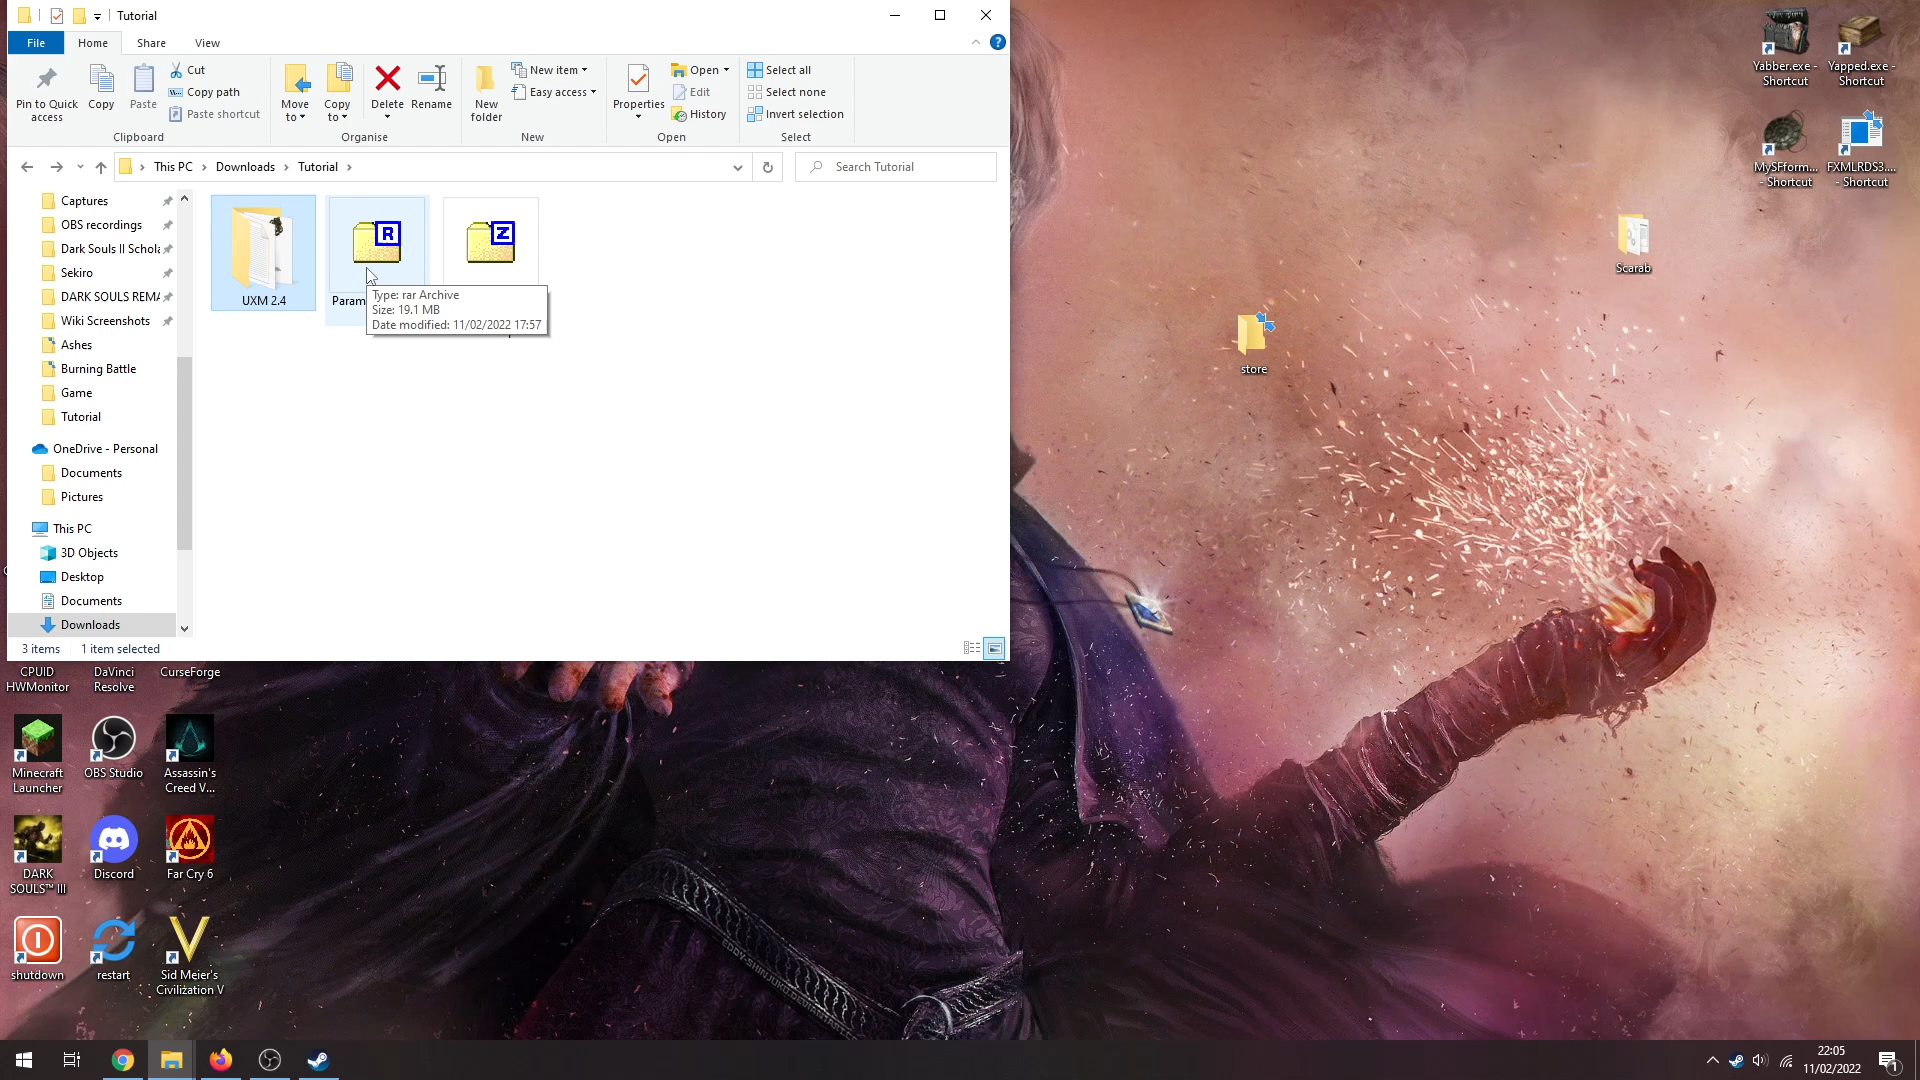 Tutorial
File
Home
Share
View
Pin to Quick
access
Copy
Paste
Cut
Copy path
Paste shortcut
Clipboard
Move
to
Copy
to
Delete
Rename
Organise
New
folder
New item
Easy access
New
Properties
Open
Edit
History
Open
Select all
Select none
Invert selection
Select
This PC
Downloads
Tutorial
Search Tutorial
Captures
OBS recordings
Dark Souls II Schola
Sekiro
DARK SOULS REMA
Wiki Screenshots
Ashes
Burning Battle
Game
Tutorial
OneDrive - Personal
Documents
Pictures
This PC
3D Objects
Desktop
Documents
Downloads
UXM 2.4
R
Param
Z
Type: rar Archive
Size: 19.1 MB
Date modified: 11/02/2022 17:57
3 items
1 item selected
Yabber.exe -
Shortcut
Yapped.exe -
Shortcut
MySFform...
- Shortcut
FXMLRDS3....
- Shortcut
Scarab
store
CPUID
HWMonitor
DaVinci
Resolve
CurseForge
Minecraft
Launcher
OBS Studio
Assassin's
Creed V...
DARK
SOULS™ III
Discord
Far Cry 6
shutdown
restart
Sid Meier's
Civilization V
EDDY-SHINJUKU.DEVIANTART
22:05
11/02/2022
1